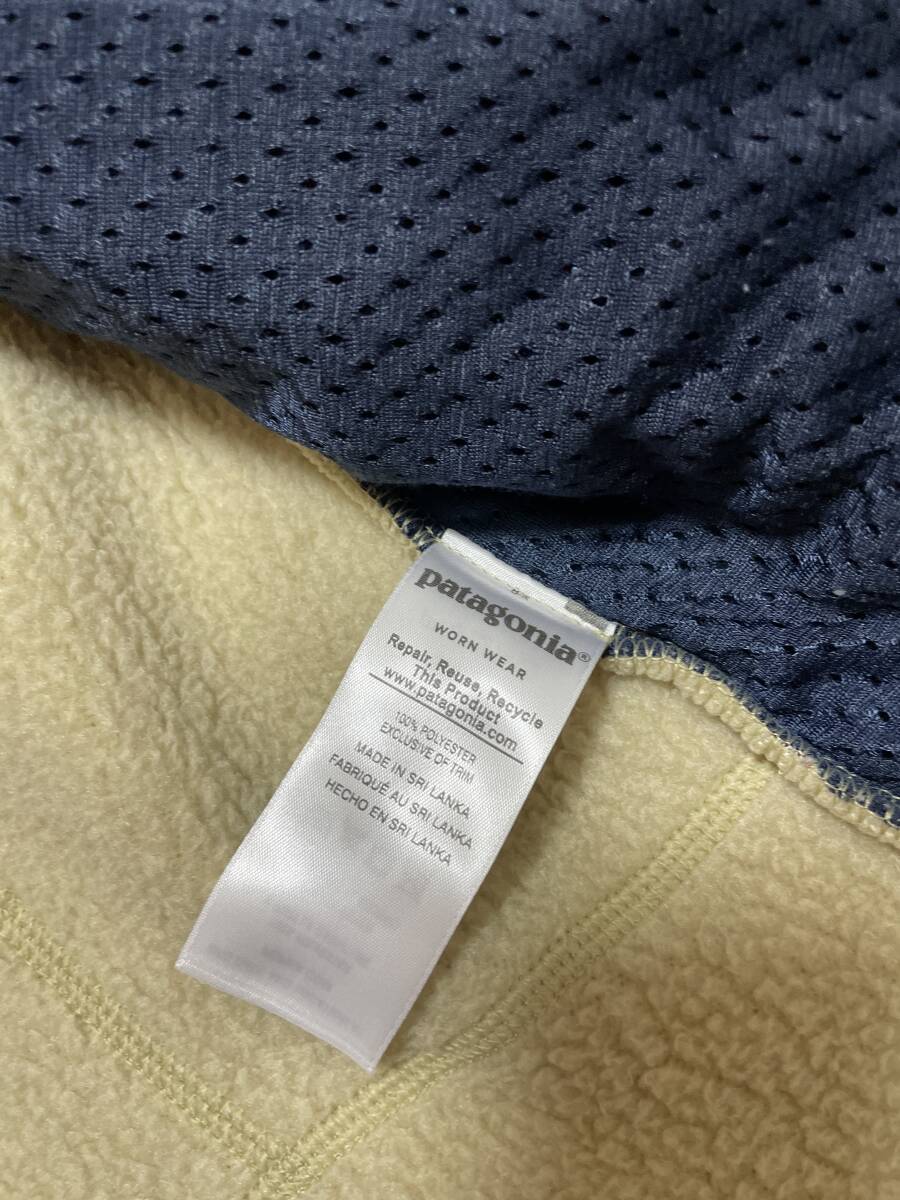 patagonia®
WORN WEAR
Repair, Reuse, Recycle
This Product
www.patagonia.com
100% POLYESTER
EXCLUSIVE OF TRIM
MADE IN SRI LANKA
FABRIQUÉ AU SRI LANKA
HECHO EN SRI LANKA